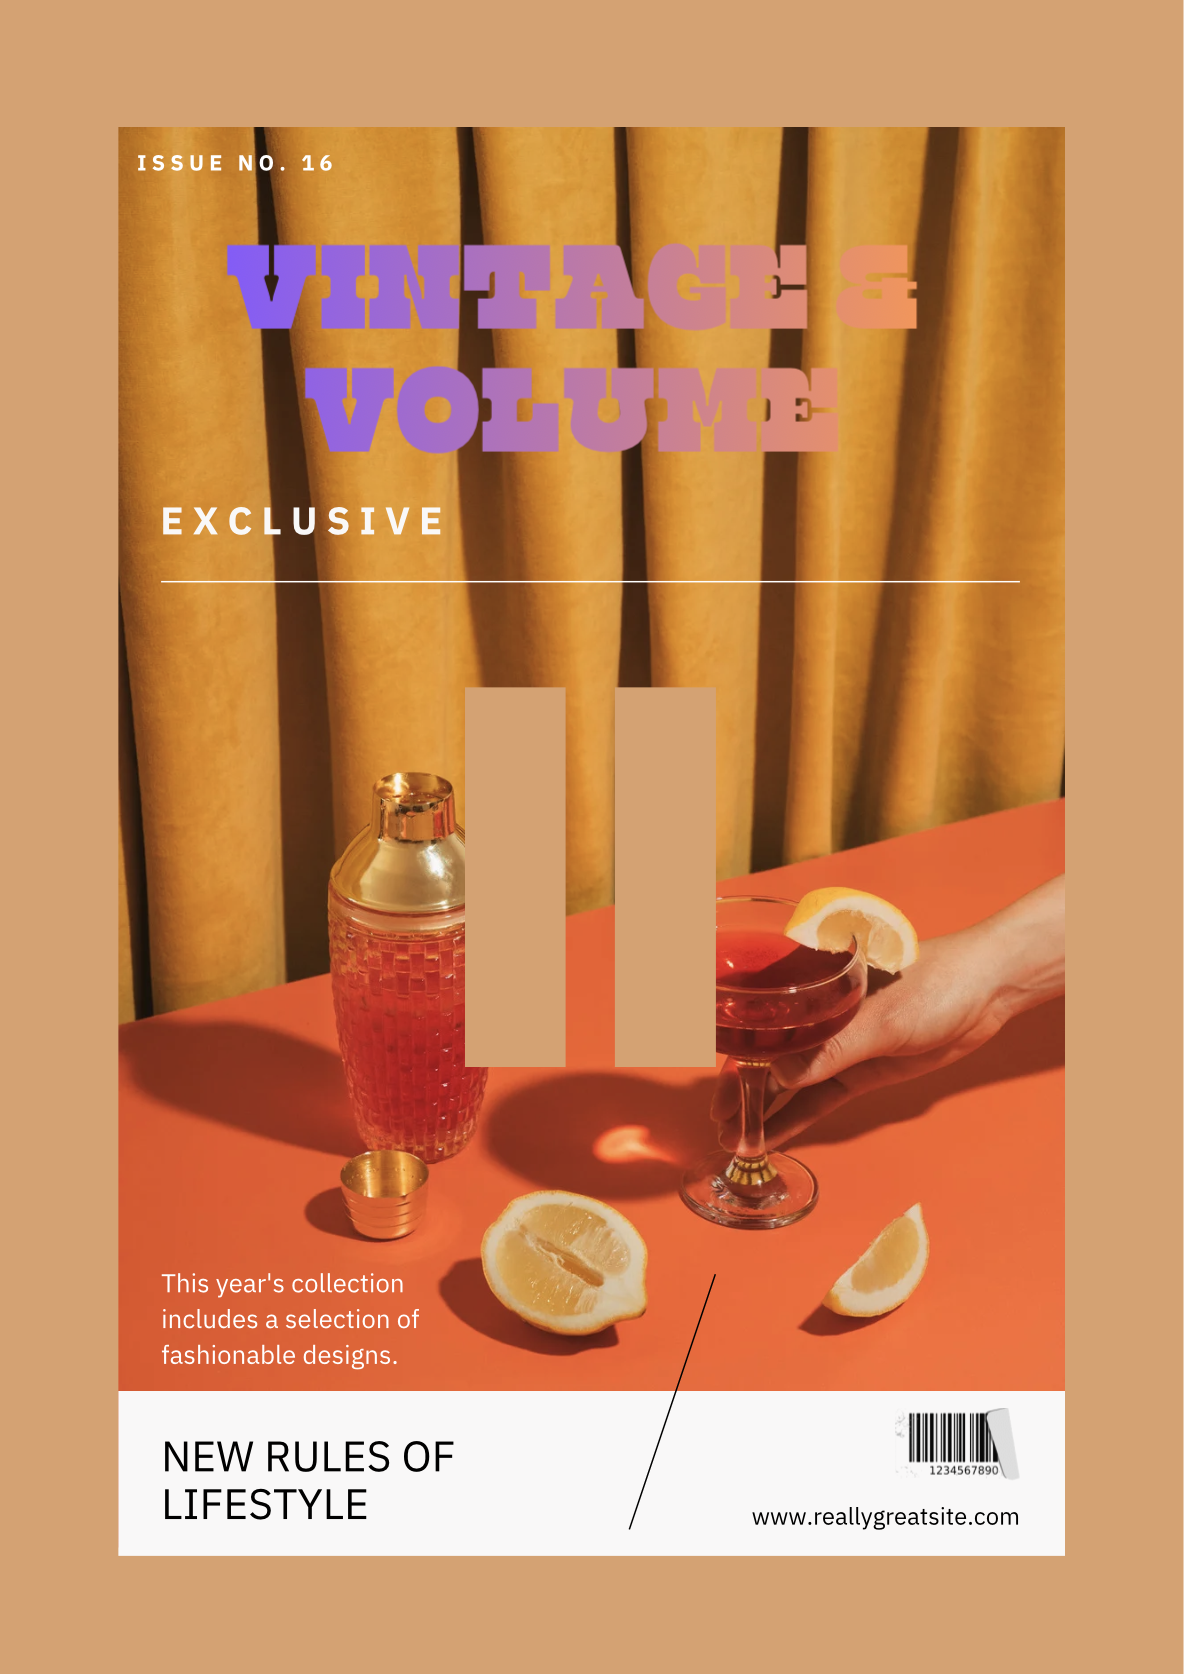 ISSUE NO. 16
VINTAGE &
VOLUME
EXCLUSIVE
This year's collection
includes a selection of
fashionable designs.
NEW RULES OF
LIFESTYLE
1234567890
www.reallygreatsite.com